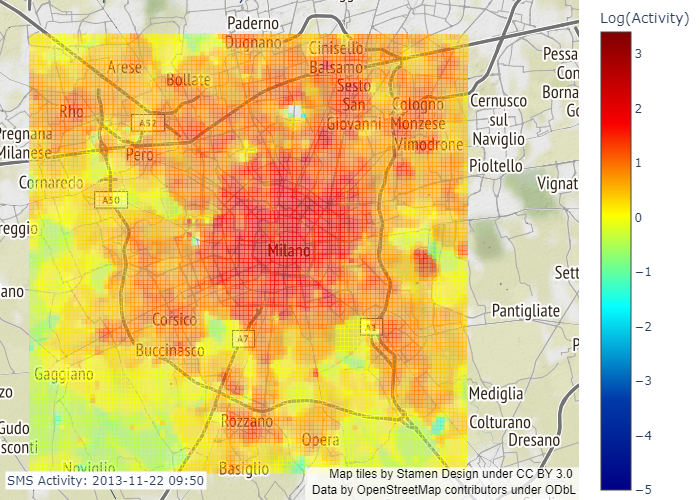 Paderno
Dugnano
Cinisello
Balsamo
Arese
Bollate
Sesto
San
Giovanni
Cologno
Monzese
Vimodrone
Cernusco
sul
Naviglio
Pioltello
Pessa
Con
Borna
Go
Vignat
Rho
A52
Pero
Pregnana
Milanese
Cornaredo
A50
reggio
Milano
ano
Sett
Pantigliate
Corsico
A7
A1
Buccinasco
Gaggiano
Mediglia
Colturano
Dresano
Rozzano
Opera
zo
Gudo
sconti
Noviglio
Basiglio
P
SMS Activity: 2013-11-22 09:50
Map tiles by Stamen Design under CC BY 3.0
Data by OpenStreetMap contributors under ODbL
Log(Activity)
3
2
1
0
−1
−2
−3
−4
−5